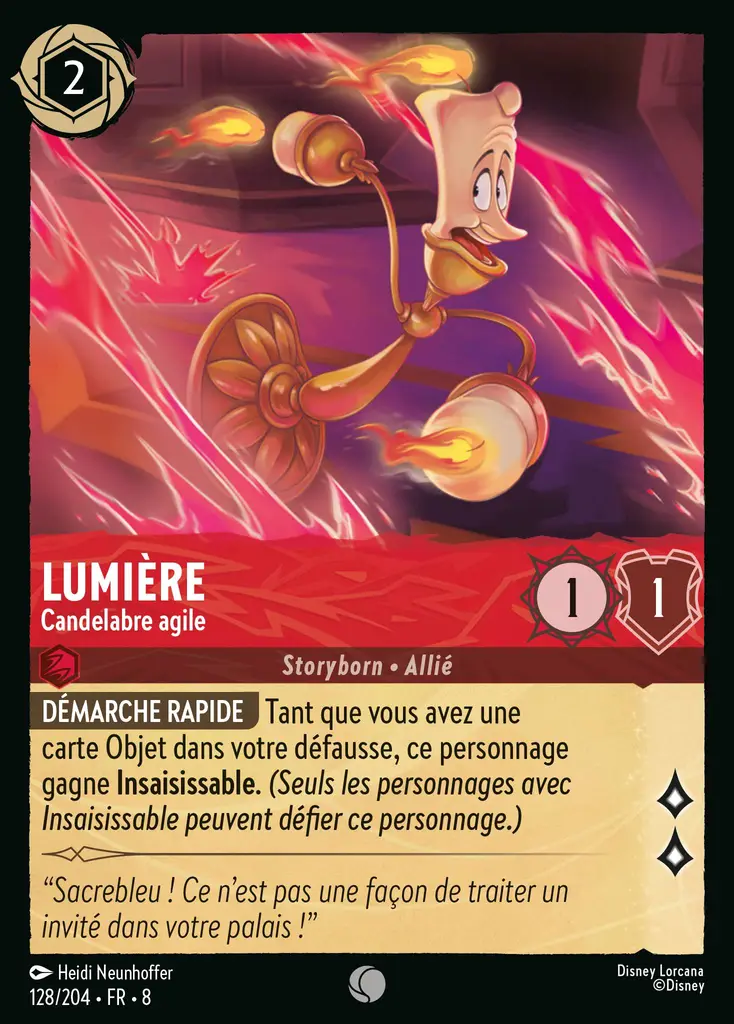 2
LUMIÈRE
Candelabre agile
1
1
Storyborn • Allié
DÉMARCHE RAPIDE Tant que vous avez une
carte Objet dans votre défausse, ce personnage
gagne Insaisissable. (Seuls les personnages avec
Insaisissable peuvent défier ce personnage.)
“Sacrebleu ! Ce n’est pas une façon de traiter un
invité dans votre palais !”
Heidi Neunhoffer
128/204 • FR • 8
Disney Lorcana
©Disney